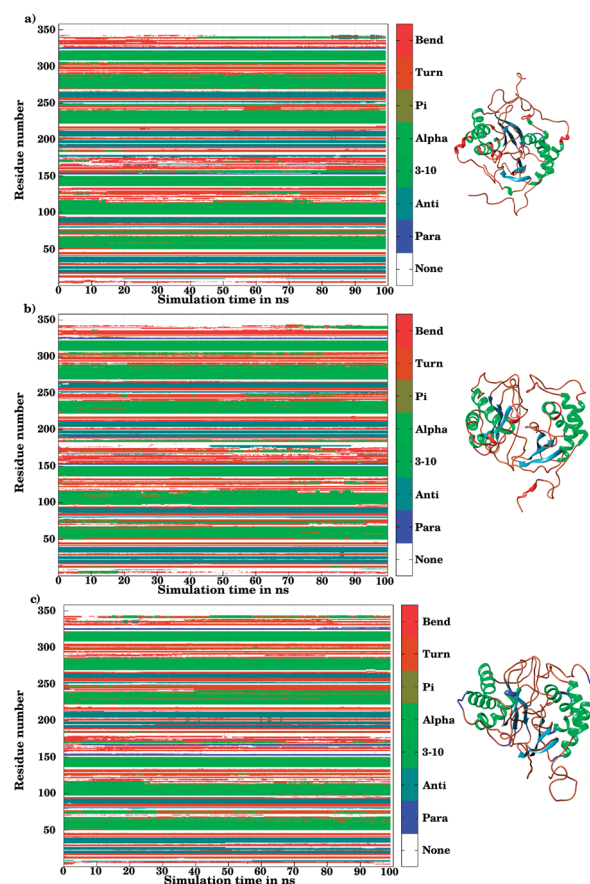 a)
350
300
250
200
150
100
50
Residue number
0 10 20 30 40 50 60 70 80 90 100
Simulation time in ns
Bend
Turn
Pi
Alpha
3-10
Anti
Para
None
b)
350
300
250
200
150
100
50
Residue number
0 10 20 30 40 50 60 70 80 90 100
Simulation time in ns
Bend
Turn
Pi
Alpha
3-10
Anti
Para
None
c)
350
300
250
200
150
100
50
Residue number
0 10 20 30 40 50 60 70 80 90 100
Simulation time in ns
Bend
Turn
Pi
Alpha
3-10
Anti
Para
None